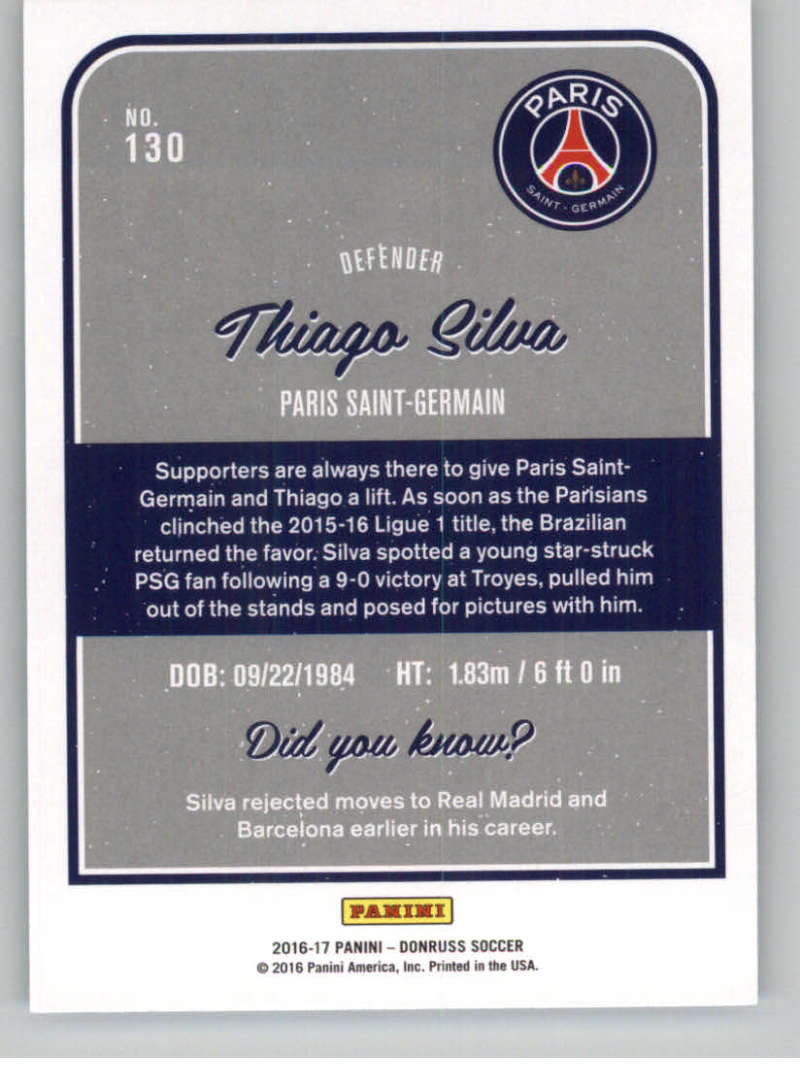 NO.
130
PARIS
SAINT-GERMAIN
DEFENDER
Thiago Silva
PARIS SAINT-GERMAIN
Supporters are always there to give Paris Saint-
Germain and Thiago a lift. As soon as the Parisians
clinched the 2015-16 Ligue 1 title, the Brazilian
returned the favor. Silva spotted a young star-struck
PSG fan following a 9-0 victory at Troyes, pulled him
out of the stands and posed for pictures with him.
DOB: 09/22/1984 HT: 1.83m / 6 ft 0 in
Did you know?
Silva rejected moves to Real Madrid and
Barcelona earlier in his career.
PANINI
2016-17 PANINI – DONRUSS SOCCER
© 2016 Panini America, Inc. Printed in the USA.